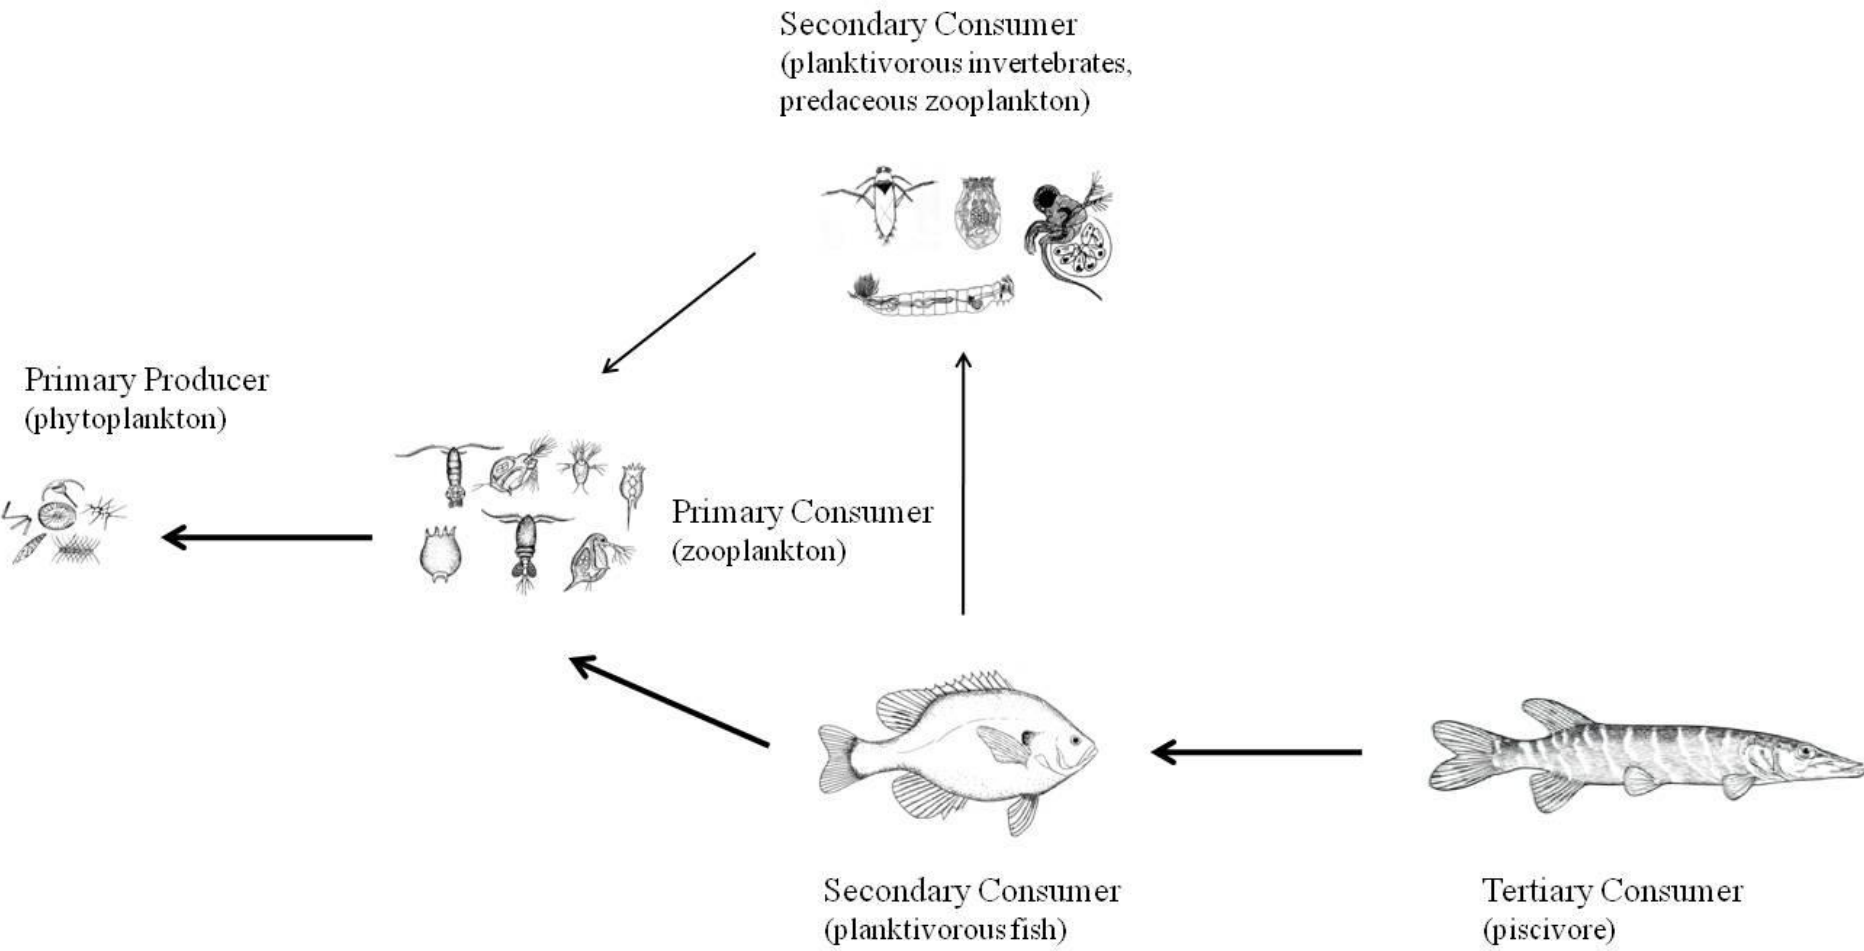 Secondary Consumer
(planktivorous invertebrates,
predaceous zooplankton)
Primary Producer
(phytoplankton)
Primary Consumer
(zooplankton)
Secondary Consumer
(planktivorous fish)
Tertiary Consumer
(piscivore)